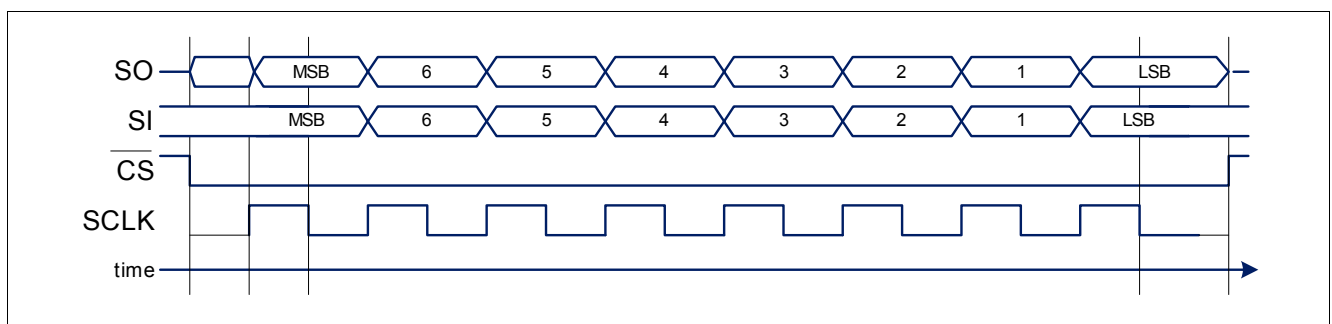 SO MSB 6 5 4 3 2 1 LSB
SI MSB 6 5 4 3 2 1 LSB
CS
SCLK
time